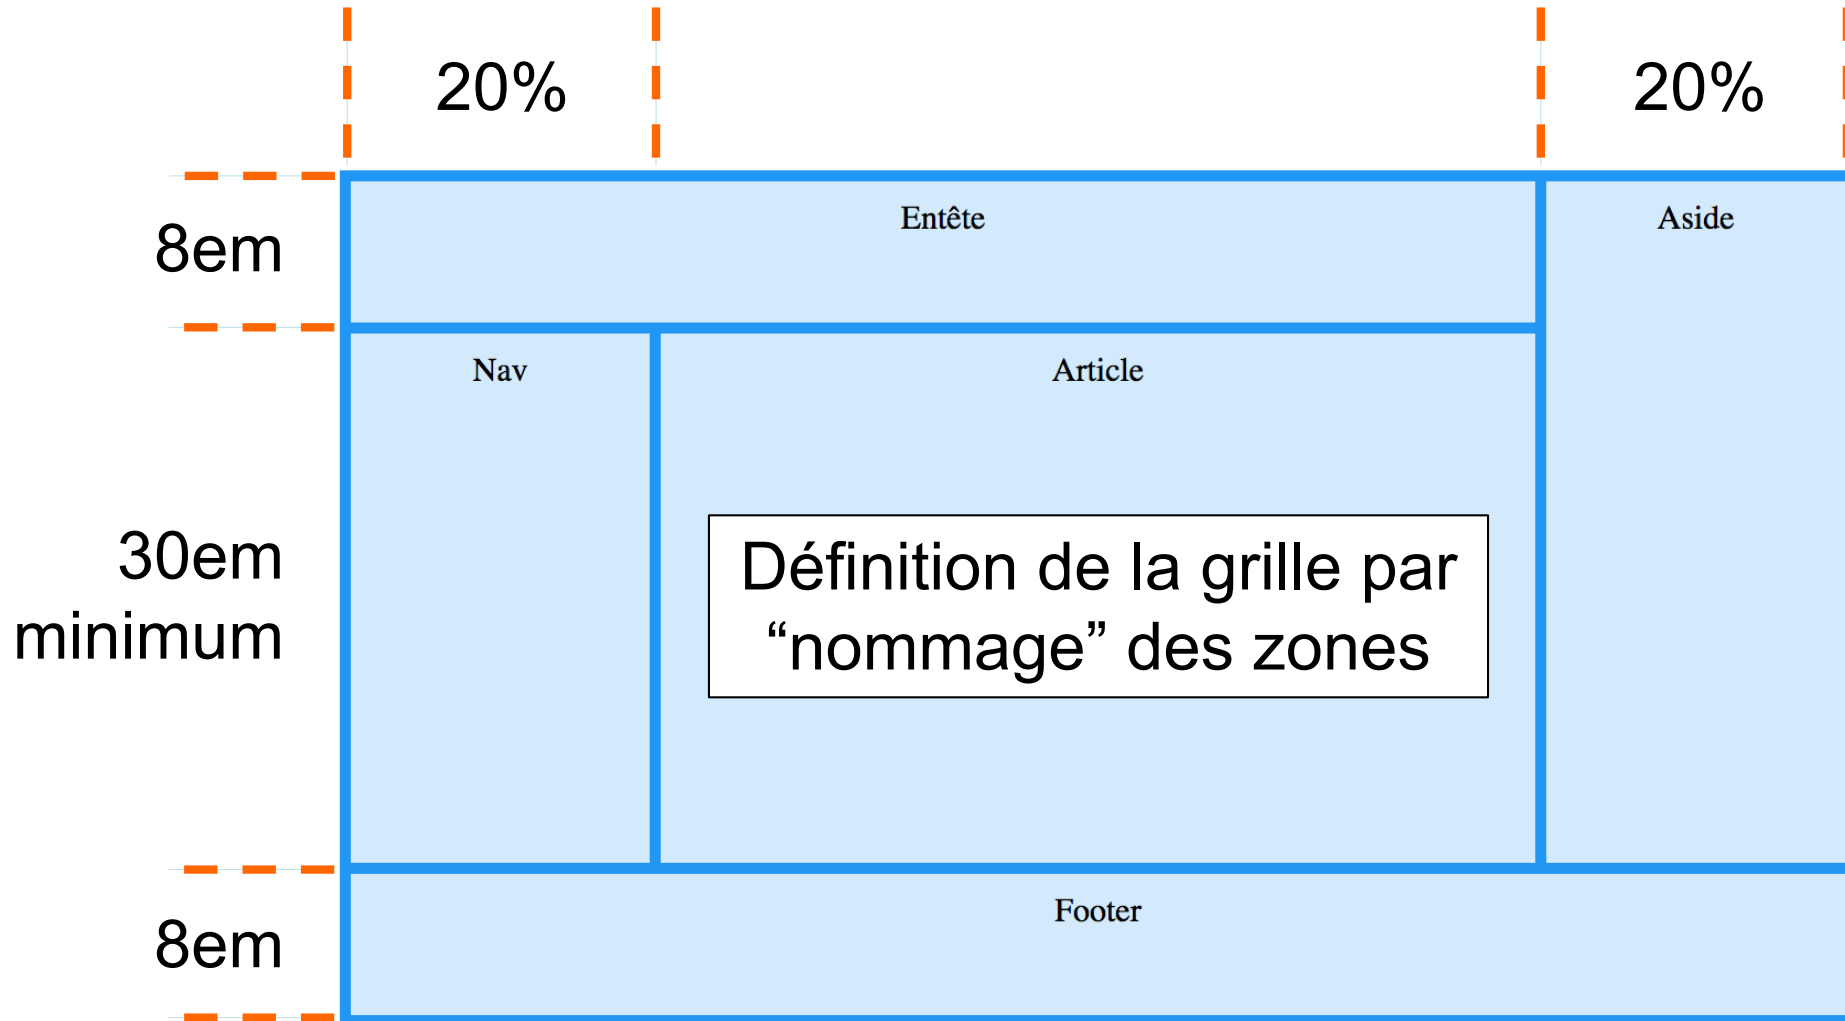 20%
20%
8em
Entête
Aside
Nav
Article
30em
minimum
Définition de la grille par
“nommage” des zones
8em
Footer